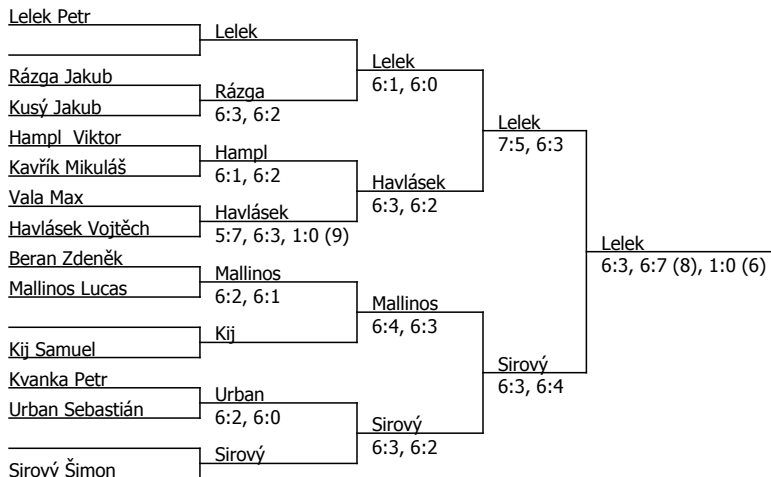 Lelek Petr
Rázga Jakub
Kusý Jakub
Hampl  Viktor
Kavřík Mikuláš
Vala Max
Havlásek Vojtěch
Beran Zdeněk
Mallinos Lucas
Kij Samuel
Kvanka Petr
Urban Sebastián
Sirový Šimon
Lelek
Rázga
6:3, 6:2
Hampl
6:1, 6:2
Havlásek
5:7, 6:3, 1:0 (9)
Mallinos
6:2, 6:1
Kij
Urban
6:2, 6:0
Sirový
Lelek
6:1, 6:0
Havlásek
6:3, 6:2
Mallinos
6:4, 6:3
Sirový
6:3, 6:2
Lelek
7:5, 6:3
Sirový
6:3, 6:4
Lelek
6:3, 6:7 (8), 1:0 (6)